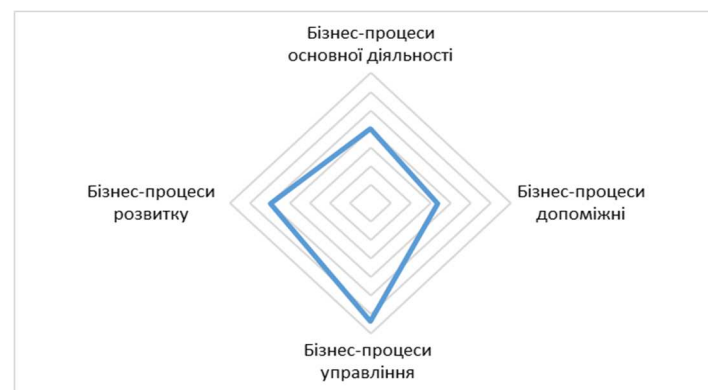 Бізнес-процеси
основної діяльності
Бізнес-процеси
розвитку
Бізнес-процеси
допоміжні
Бізнес-процеси
управління